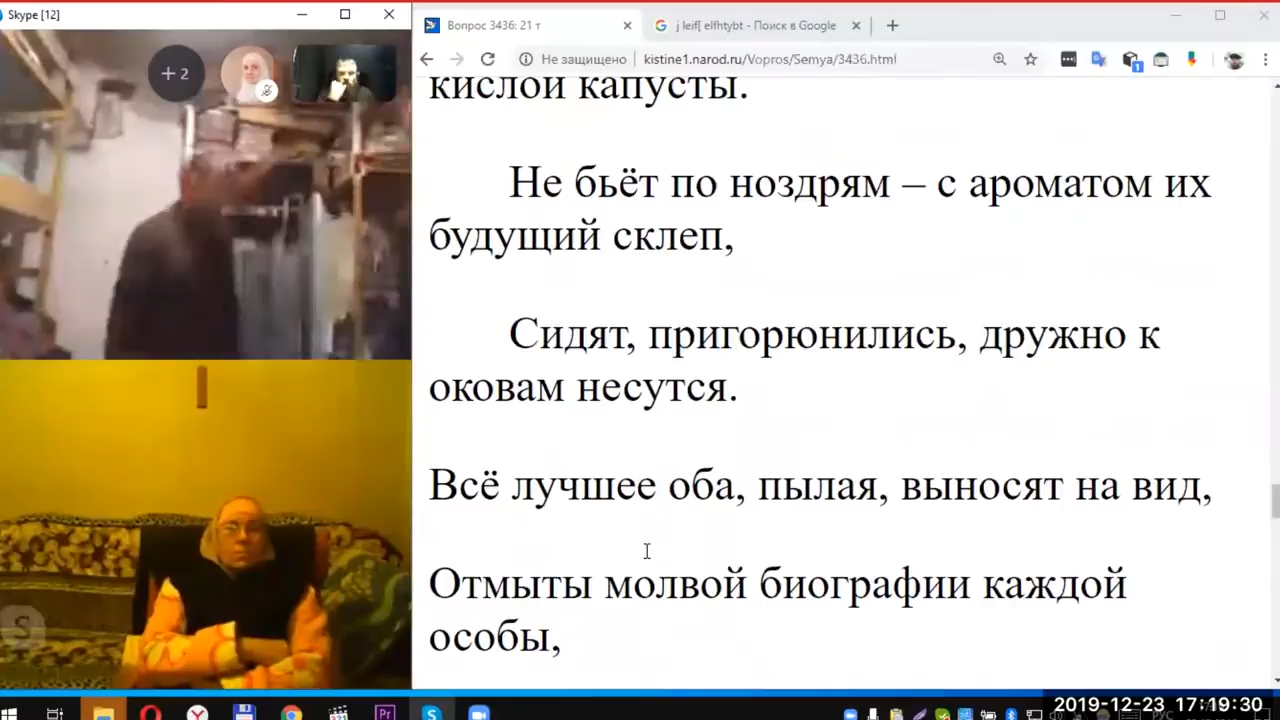 Skype [12]
Вопрос 3436: 21 т
j leif[ elfhtybt - Поиск в Google
Не защищено
kistine1.narod.ru/Vopros/Semya/3436.html
+2
1
кислой капусты.
Не бьёт по ноздрям – с ароматом их
будущий склеп,
Сидят, пригорюнились, дружно к
оковам несутся.
Всё лучшее оба, пылая, выносят на вид,
Отмыты молвой биографии каждой
особы,
S
2019-12-23 17:19:30